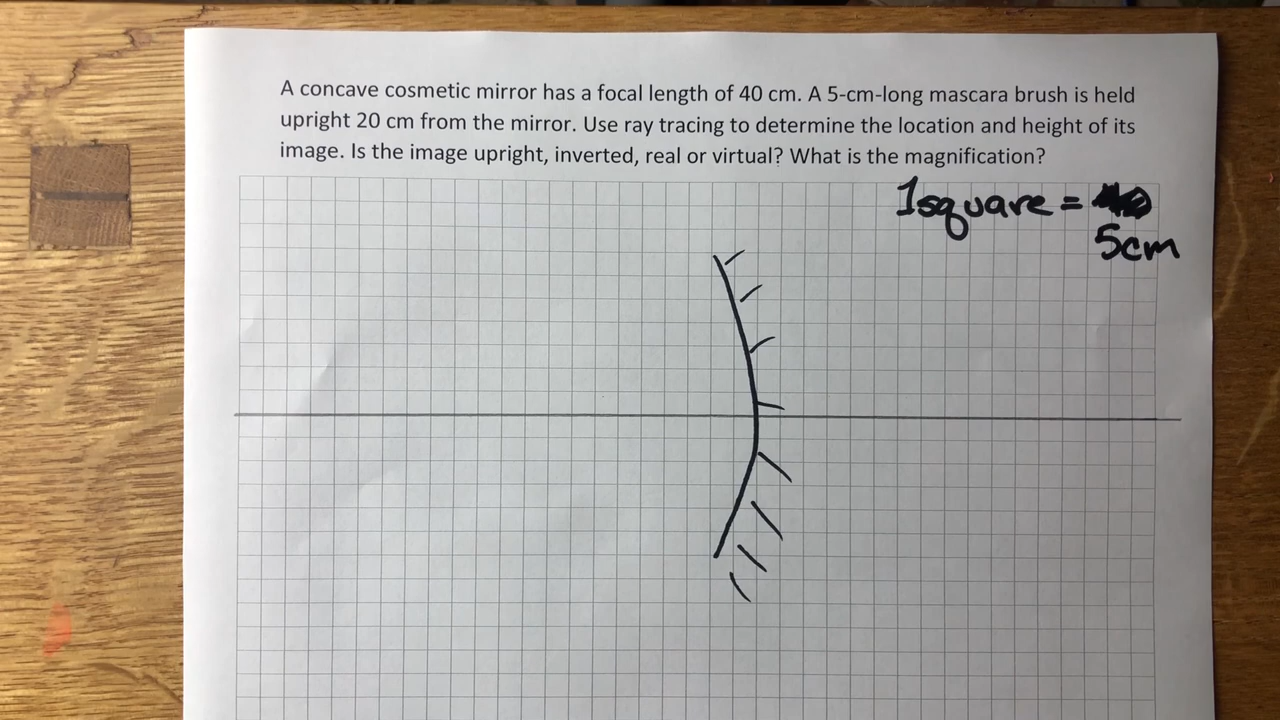 A concave cosmetic mirror has a focal length of 40 cm. A 5-cm-long mascara brush is held
upright 20 cm from the mirror. Use ray tracing to determine the location and height of its
image. Is the image upright, inverted, real or virtual? What is the magnification?
1square =
5cm